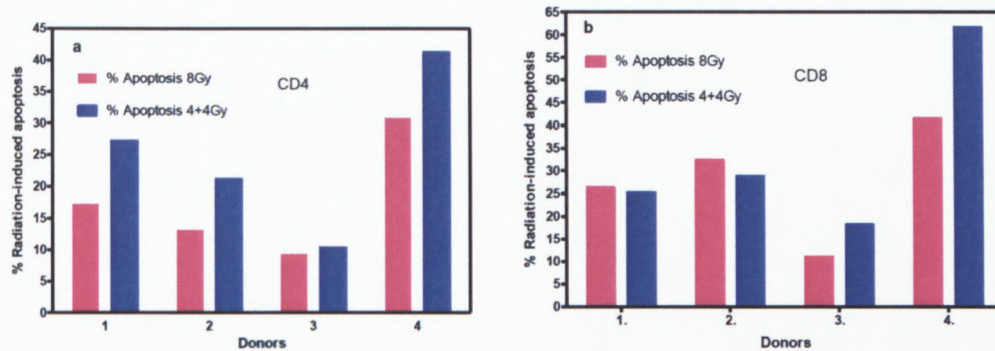 a
% Apoptosis 8Gy
% Apoptosis 4+4Gy
CD4
% Radiation-induced apoptosis
45
40
35
30
25
20
15
10
5
0
1 2 3 4
Donors
b
% Apoptosis 8Gy
% Apoptosis 4+4Gy
CD8
% Radiation-induced apoptosis
65
60
55
50
45
40
35
30
25
20
15
10
5
0
1. 2. 3. 4.
Donors